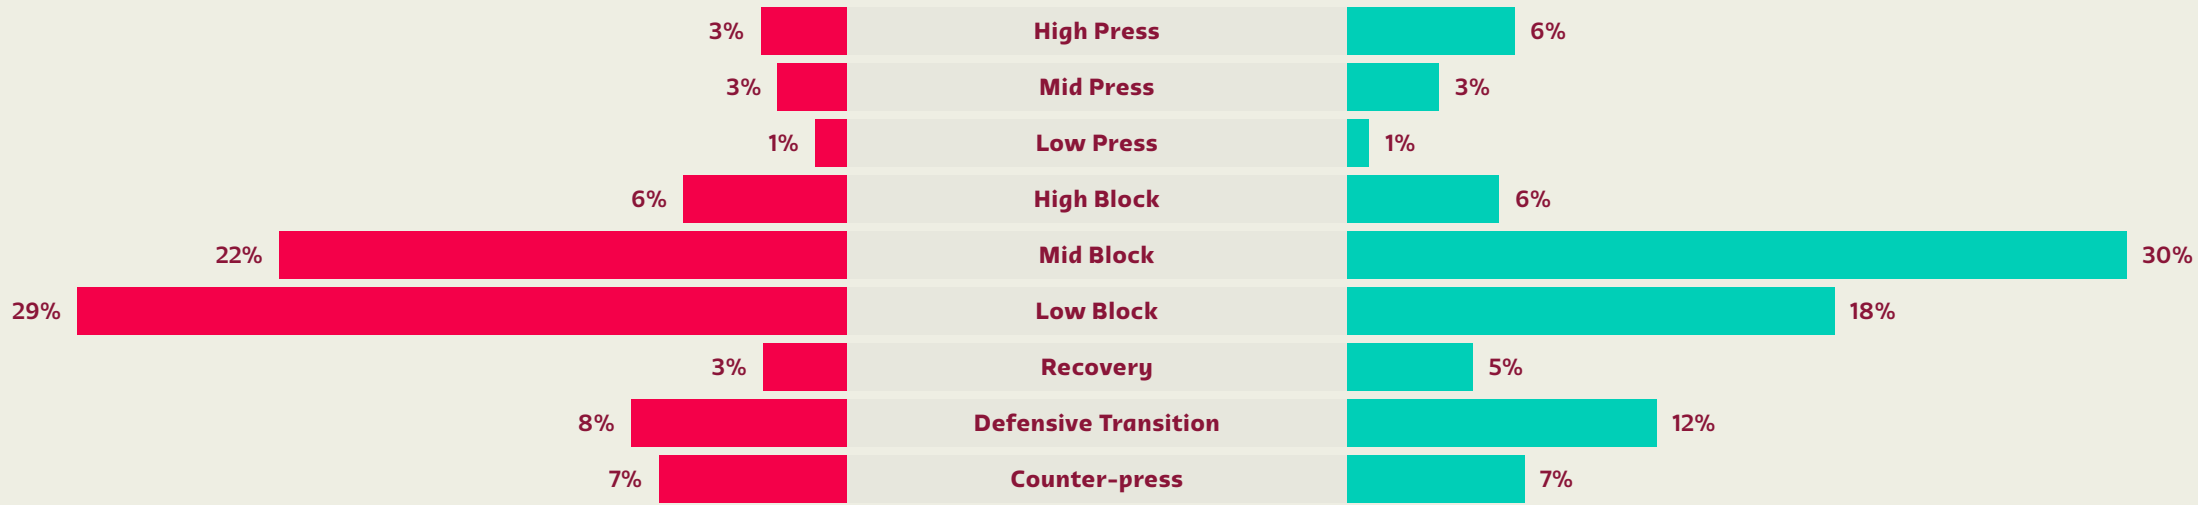 3% High Press 6%
3% Mid Press 3%
1% Low Press 1%
6% High Block 6%
22% Mid Block 30%
29% Low Block 18%
3% Recovery 5%
8% Defensive Transition 12%
7% Counter-press 7%